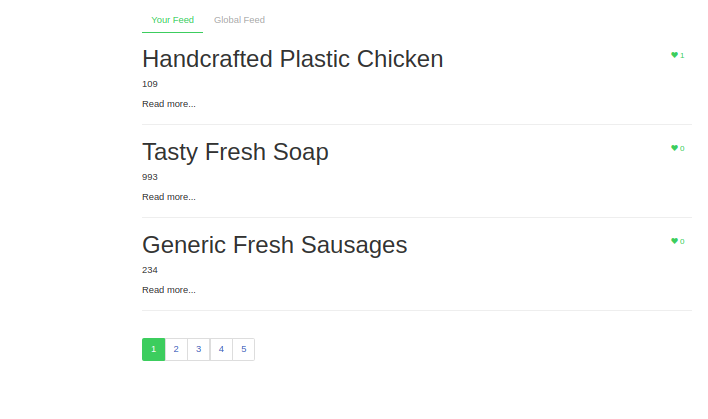 Your Feed Global Feed
Handcrafted Plastic Chicken 1
109
Read more...
Tasty Fresh Soap 0
993
Read more...
Generic Fresh Sausages 0
234
Read more...
1 2 3 4 5